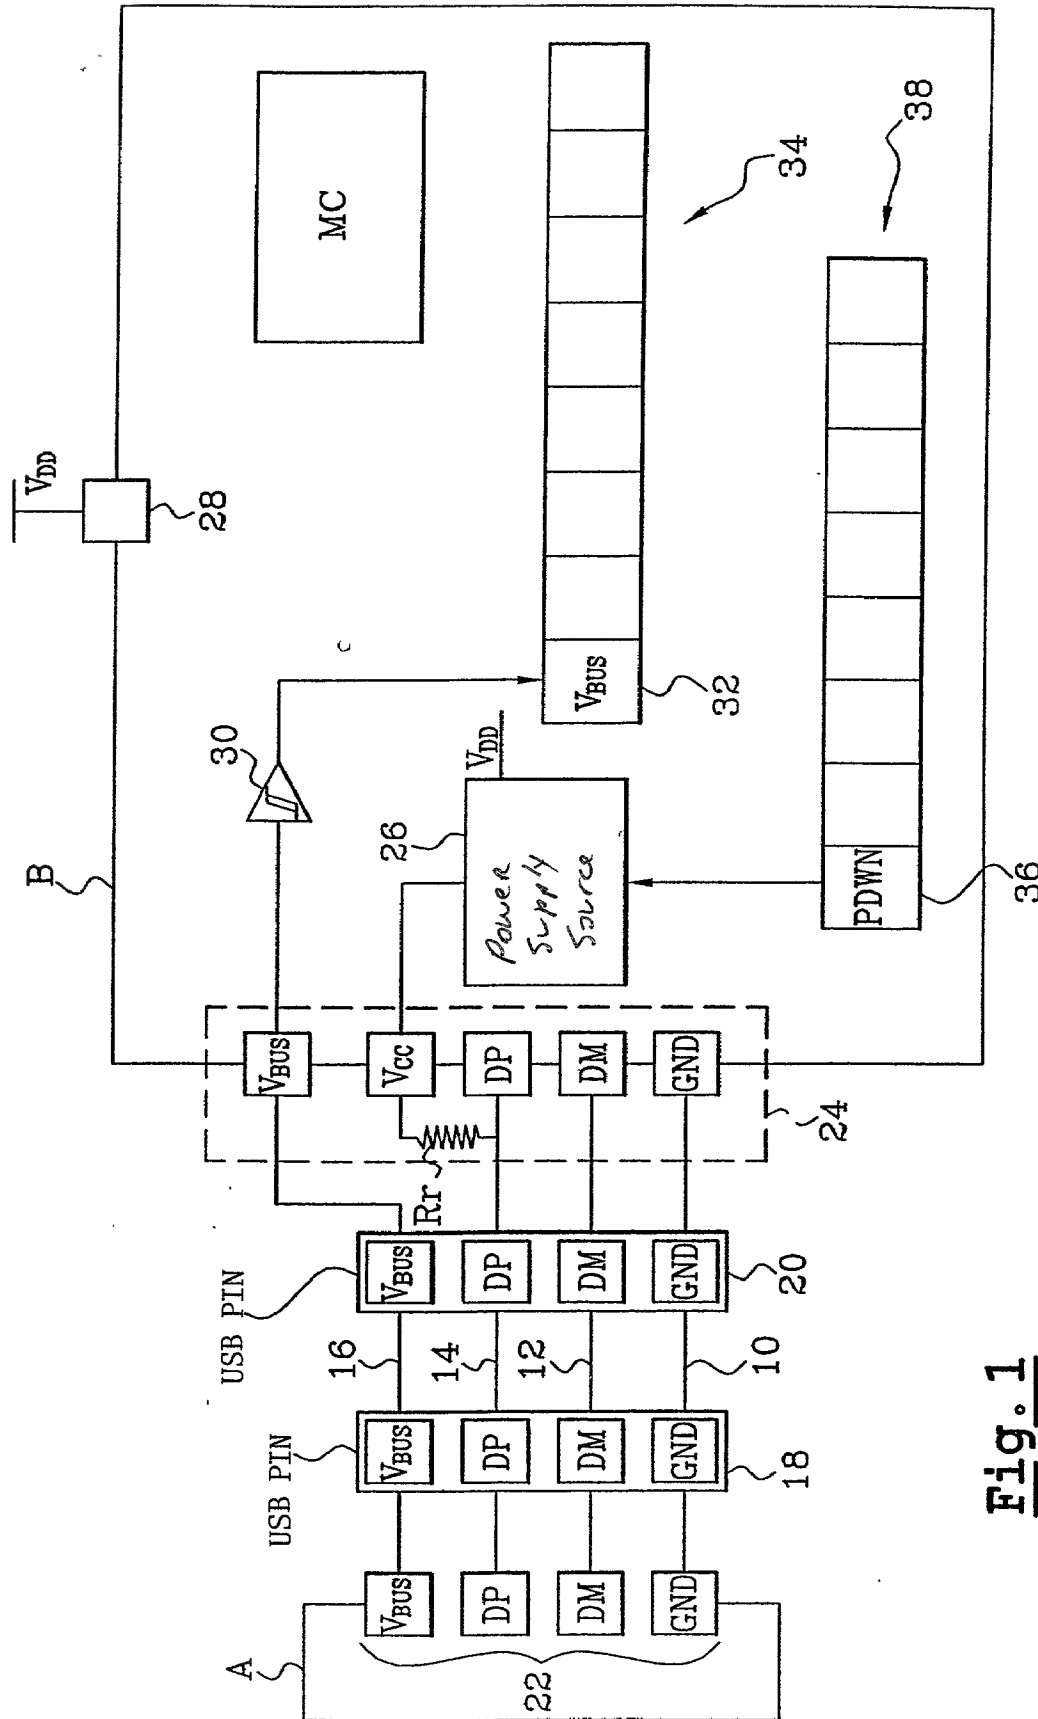 A
22
VBUS
DP
DM
GND
USB PIN
VBUS
DP
DM
GND
18
16
14
12
10
USB PIN
VBUS
DP
DM
GND
20
Rr
24
VBUS
VCC
DP
DM
GND
B
30
26
Power
Supply
Source
VDD
VDD
28
MC
VBUS
32
34
PDWN
36
38
Fig. 1